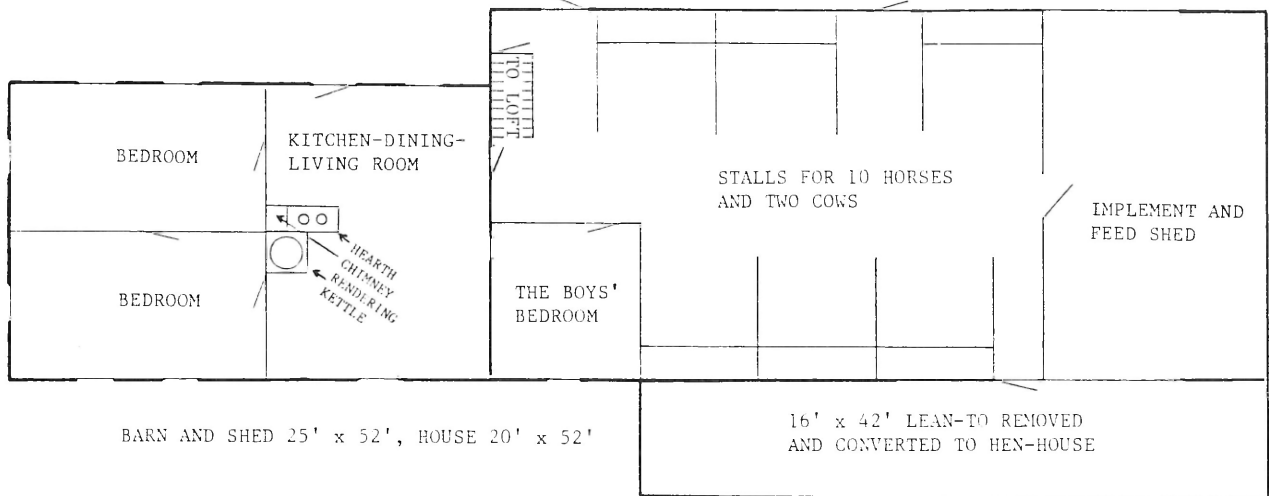 TO LOFT
BEDROOM
KITCHEN-DINING-
LIVING ROOM
STALLS FOR 10 HORSES
AND TWO COWS
IMPLEMENT AND
FEED SHED
HEARTH
CHIMNEY
RENDERING
KETTLE
BEDROOM
THE BOYS'
BEDROOM
BARN AND SHED 25' x 52', HOUSE 20' x 52'
16' x 42' LEAN-TO REMOVED
AND CONVERTED TO HEN-HOUSE